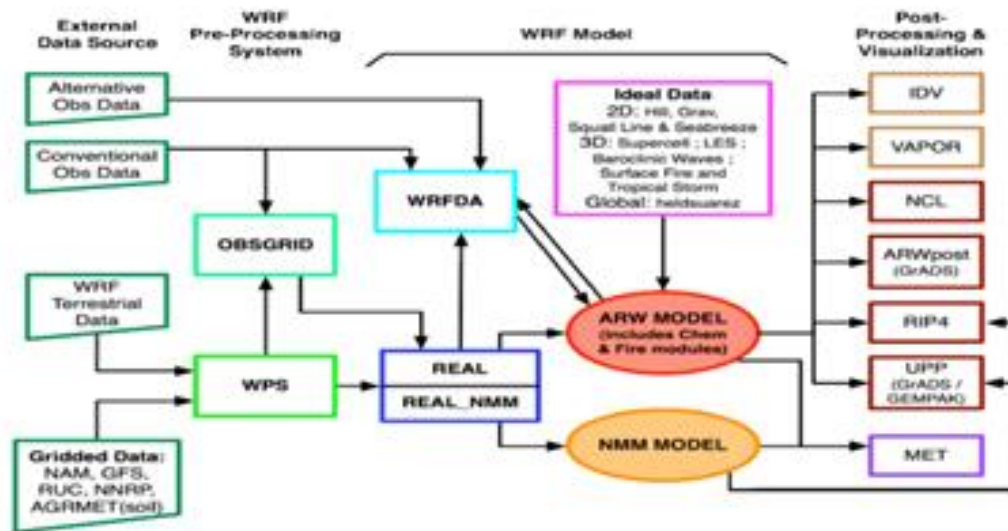 External
Data Source
WRF
Pre-Processing
System
WRF Model
Post-
Processing &
Visualization
Alternative
Obs Data
Conventional
Obs Data
WRF
Terrestrial
Data
Gridded Data:
NAM, GFS,
RUC, NNRP,
AGRMET(soil)
OBSGRID
WPS
WRFDA
REAL
REAL_NMM
Ideal Data
2D: Hill, Grav,
Squall Line & Seabreeze
3D: Supercell ; LES ;
Baroclinic Waves ;
Surface Fire and
Tropical Storm
Global: heldsuarez
ARW MODEL
(Includes Chem
& Fire modules)
NMM MODEL
IDV
VAPOR
NCL
ARWpost
(GrADS)
RIP4
UPP
(GrADS /
GEMPAK)
MET